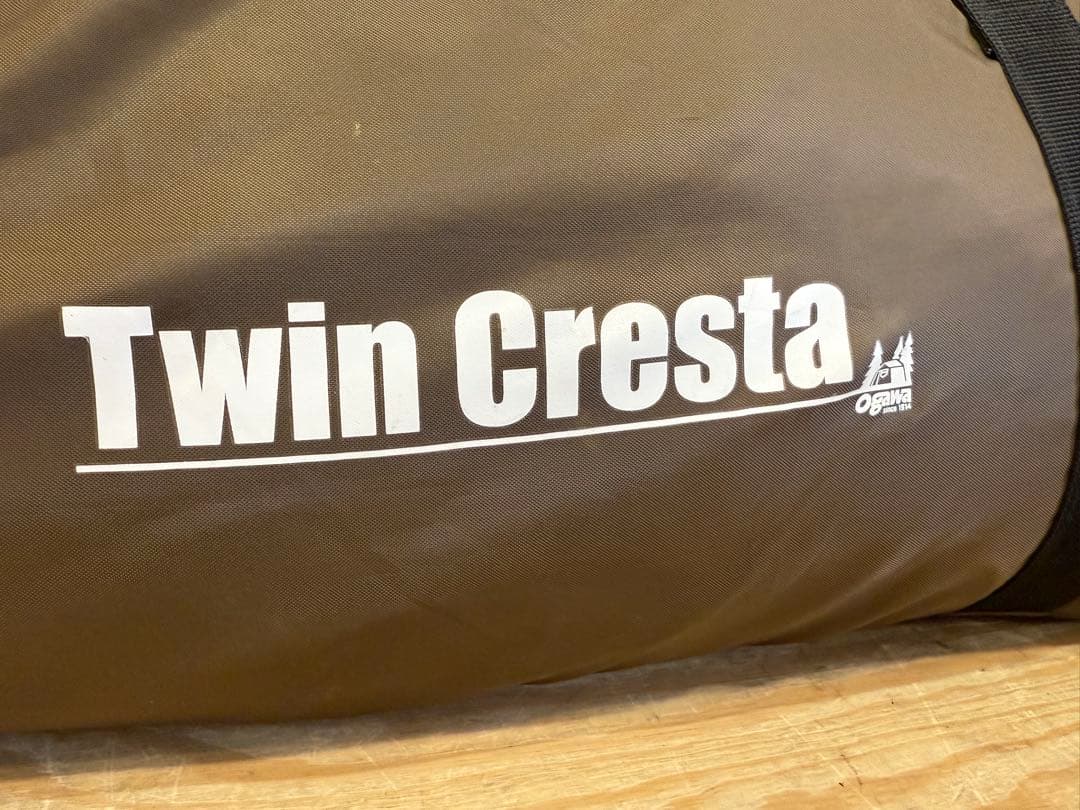 Twin Cresta
ogawa
SINCE 1914